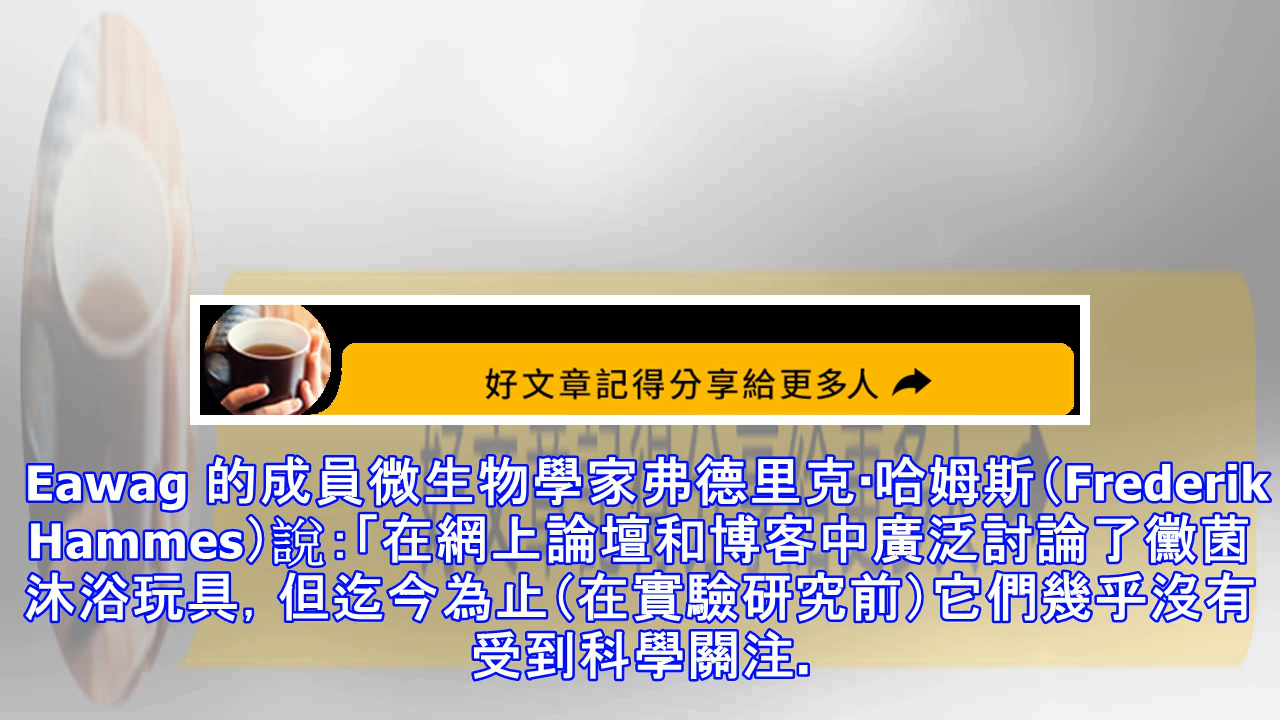 好文章記得分享給更多人
Eawag 的成員微生物學家弗德里克·哈姆斯(Frederik
Hammes)說:「在網上論壇和博客中廣泛討論了黴菌
沐浴玩具, 但迄今為止(在實驗研究前)它們幾乎沒有
受到科學關注.